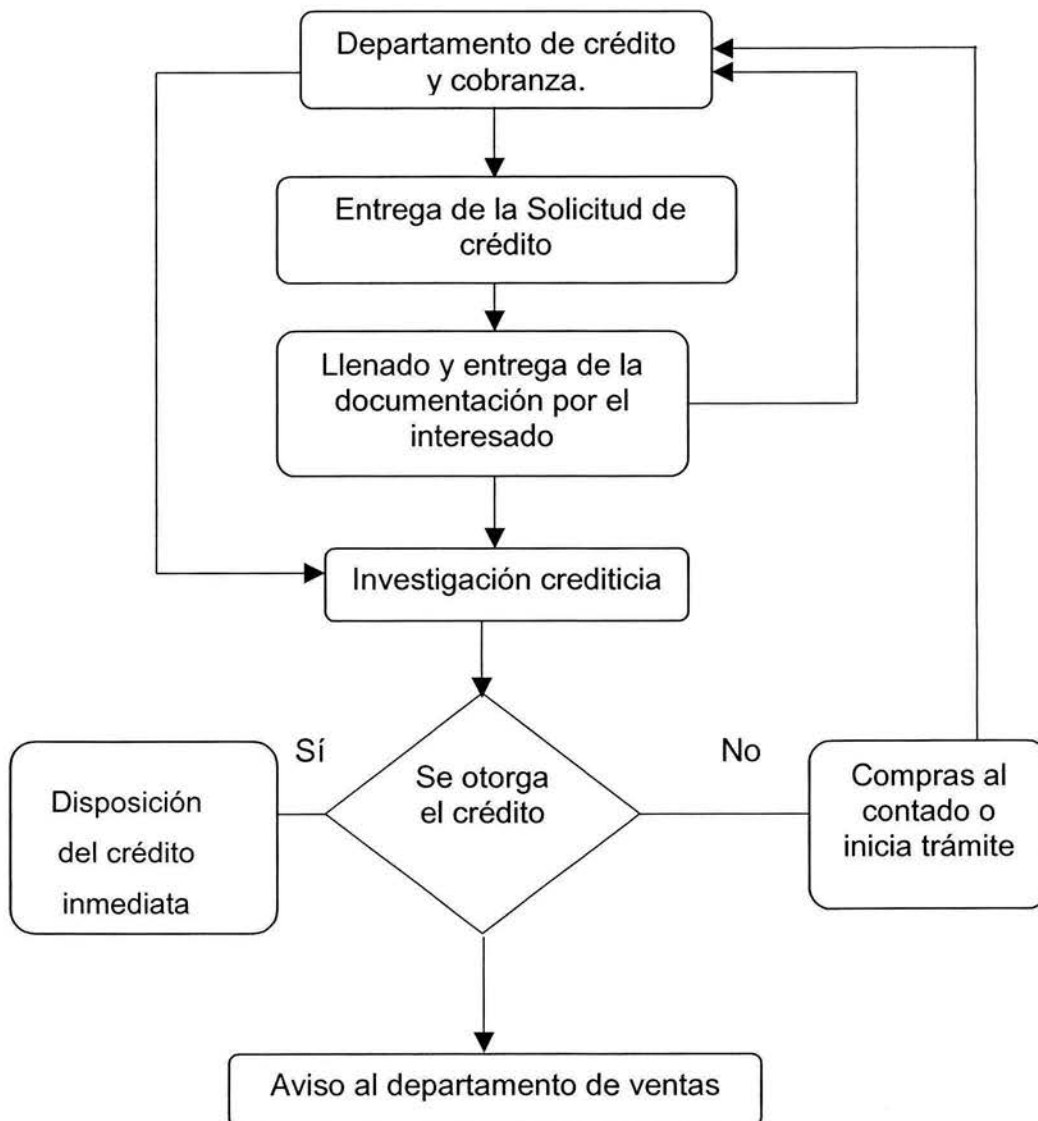 Departamento de crédito
y cobranza.
Entrega de la Solicitud de
crédito
Llenado y entrega de la
documentación por el
interesado
Investigación crediticia
Sí
Se otorga
el crédito
No
Disposición
del crédito
inmediata
Compras al
contado o
inicia trámite
Aviso al departamento de ventas